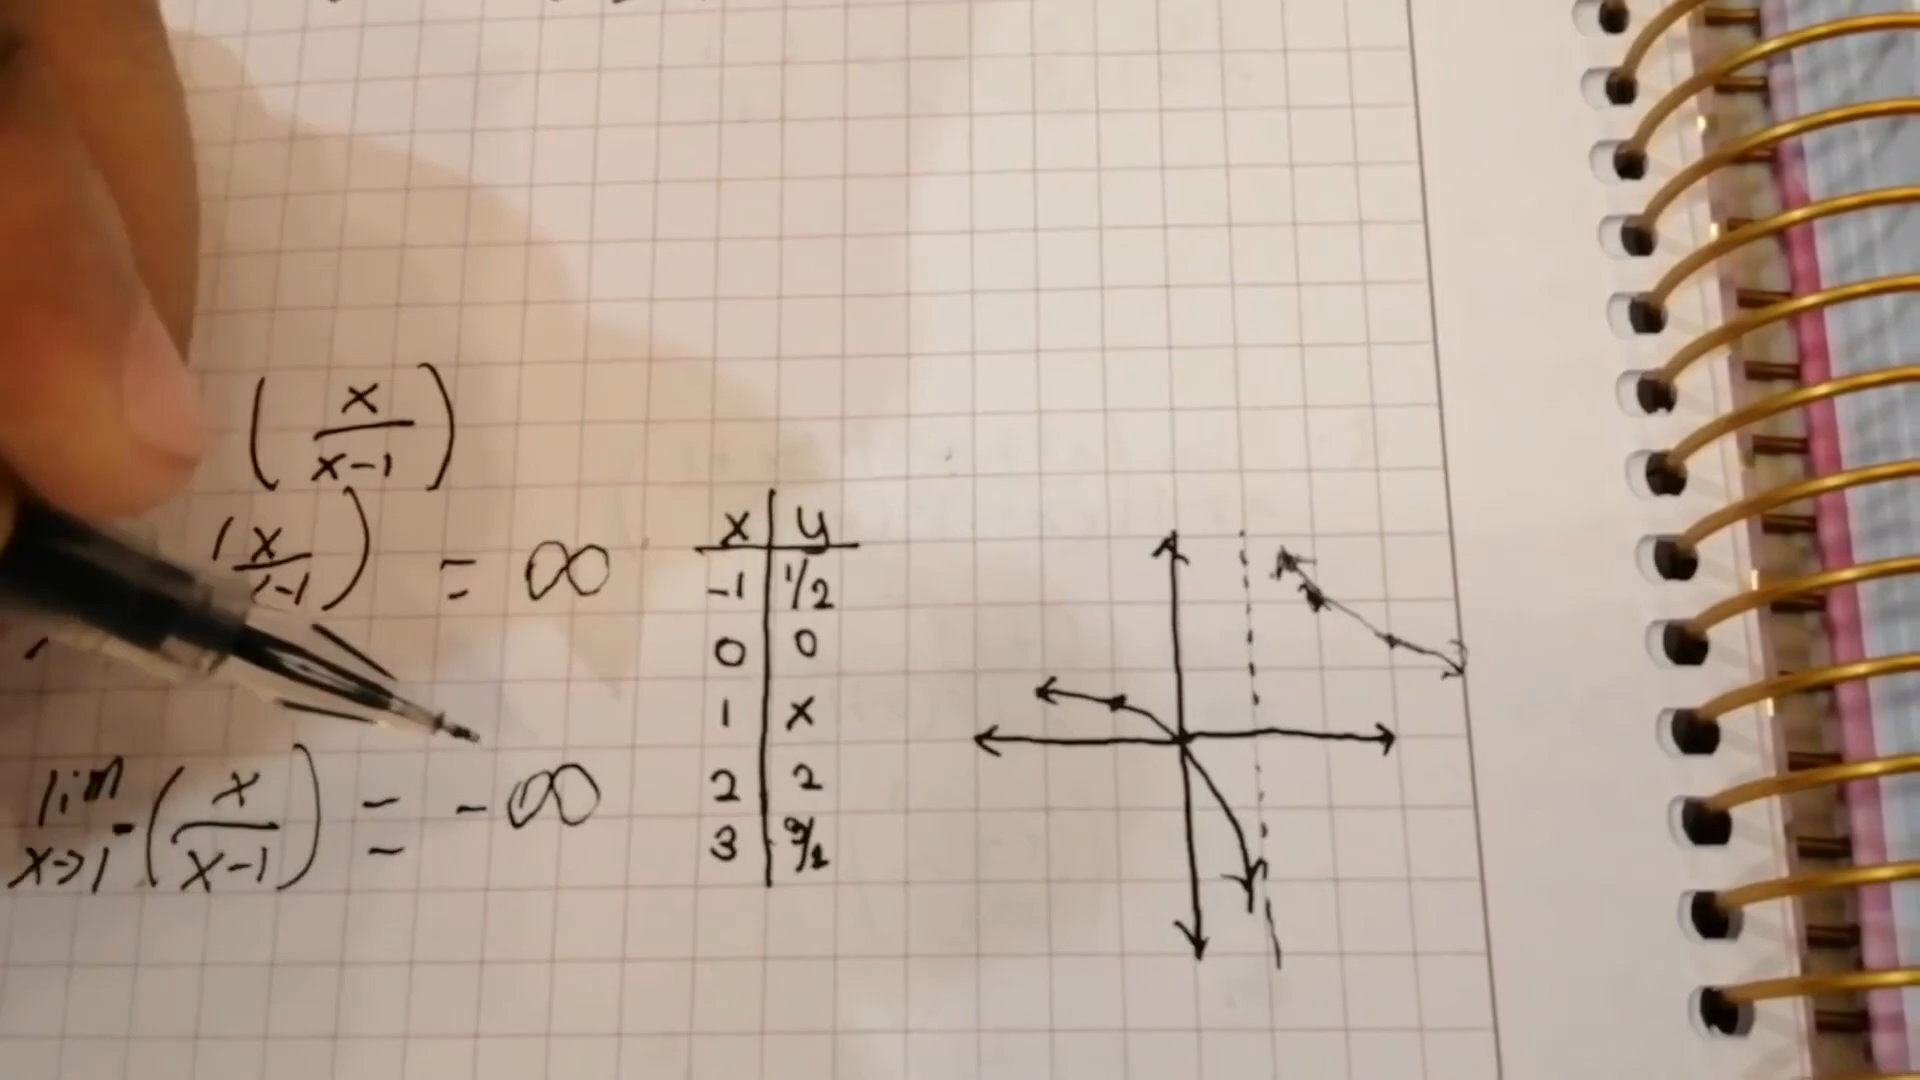 (x/x-1)
(x/x-1) = ∞
lim x→1⁻ (x/x-1) = -∞
x | y
-1 | 1/2
0 | 0
1 | x
2 | 2
3 | 3/2